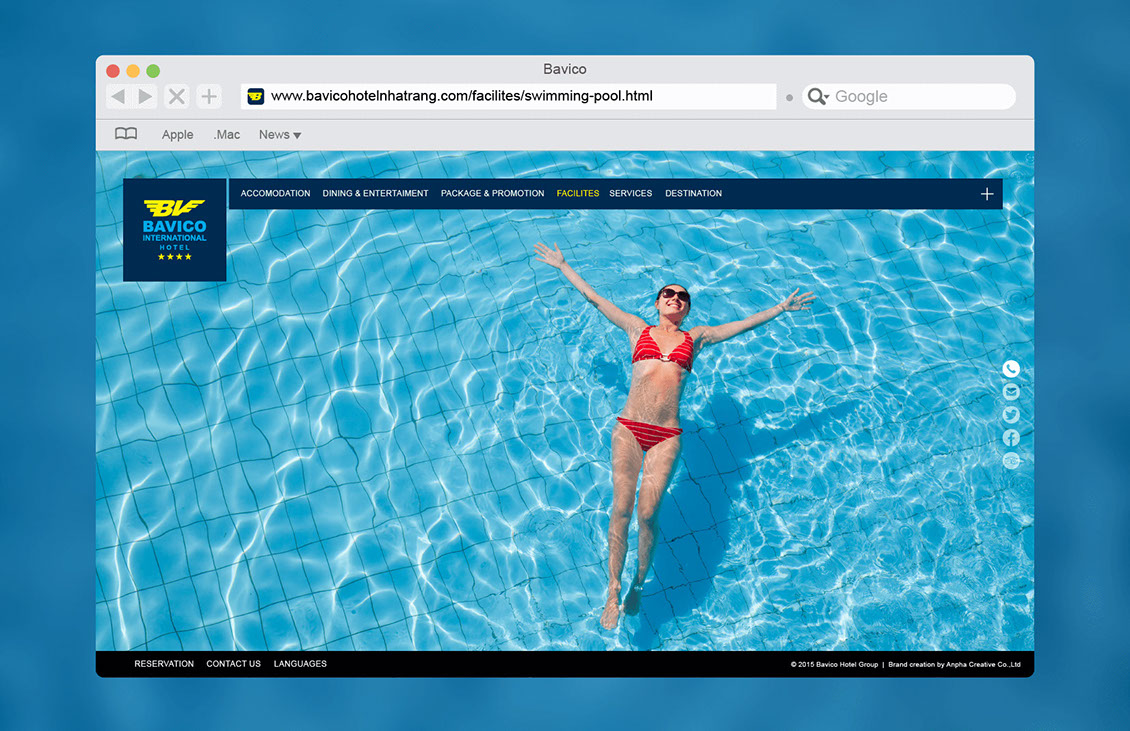 Bavico
www.bavicohotelnhatrang.com/facilites/swimming-pool.html
Google
Apple .Mac News
ACCOMODATION DINING & ENTERTAIMENT PACKAGE & PROMOTION FACILITES SERVICES DESTINATION
BV
BAVICO
INTERNATIONAL
HOTEL
RESERVATION CONTACT US LANGUAGES
© 2015 Bavico Hotel Group | Brand creation by Anpha Creative Co.,Ltd